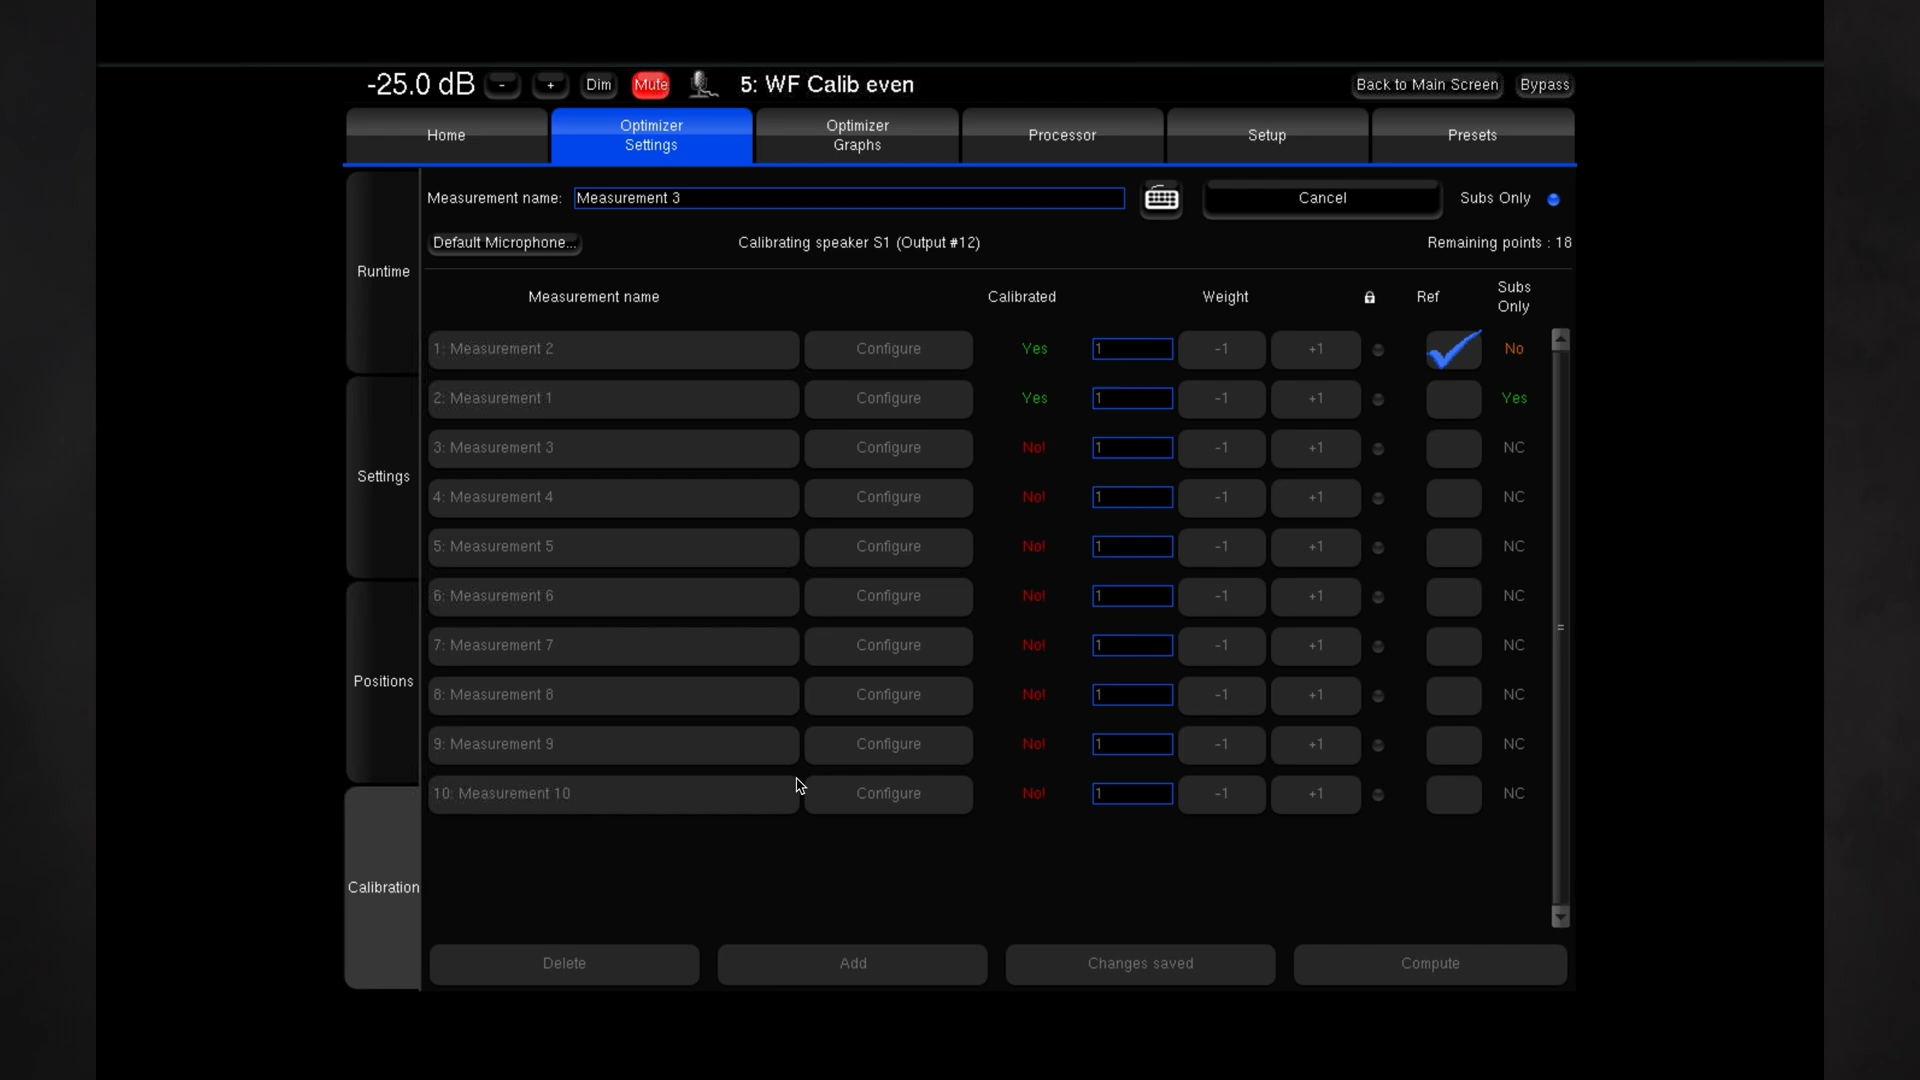 -25.0 dB - + Dim Mute 5: WF Calib even Back to Main Screen Bypass
Home
Optimizer
Settings
Optimizer
Graphs
Processor
Setup
Presets
Runtime
Settings
Positions
Calibration
Measurement name: Measurement 3 Cancel Subs Only
Default Microphone... Calibrating speaker S1 (Output #12) Remaining points : 18
Measurement name Calibrated Weight Ref Subs
Only
1: Measurement 2 Configure Yes 1 -1 +1 No
2: Measurement 1 Configure Yes 1 -1 +1 Yes
3: Measurement 3 Configure No! 1 -1 +1 NC
4: Measurement 4 Configure No! 1 -1 +1 NC
5: Measurement 5 Configure No! 1 -1 +1 NC
6: Measurement 6 Configure No! 1 -1 +1 NC
7: Measurement 7 Configure No! 1 -1 +1 NC
8: Measurement 8 Configure No! 1 -1 +1 NC
9: Measurement 9 Configure No! 1 -1 +1 NC
10: Measurement 10 Configure No! 1 -1 +1 NC
Delete Add Changes saved Compute